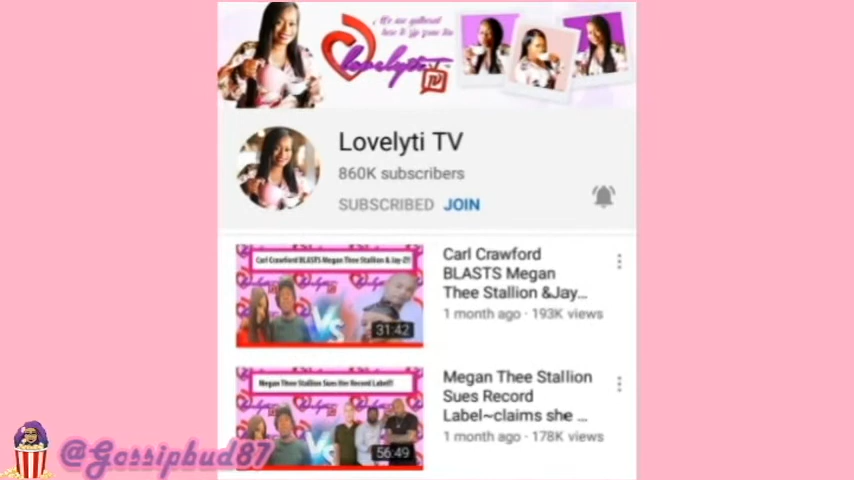 We are gathered
here to sip some tea
lovelyti
TV
Lovelyti TV
860K subscribers
SUBSCRIBED JOIN
Carl Crawford BLASTS Megan Thee Stallion & Jay-Z!!
VS
31:42
Carl Crawford
BLASTS Megan
Thee Stallion &Jay...
1 month ago · 193K views
Megan Thee Stallion Sues Her Record Label!!
VS
56:49
Megan Thee Stallion
Sues Record
Label~claims she ...
1 month ago · 178K views
@Gossipbud87